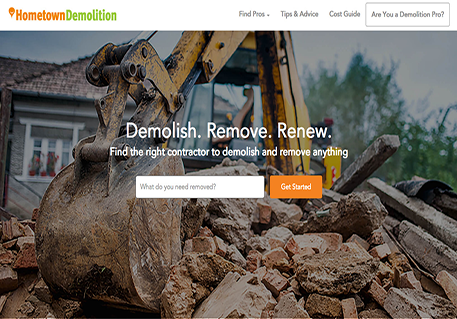 HometownDemolition
Find Pros
Tips & Advice
Cost Guide
Are You a Demolition Pro?
Demolish. Remove. Renew.
Find the right contractor to demolish and remove anything
What do you need removed?
Get Started